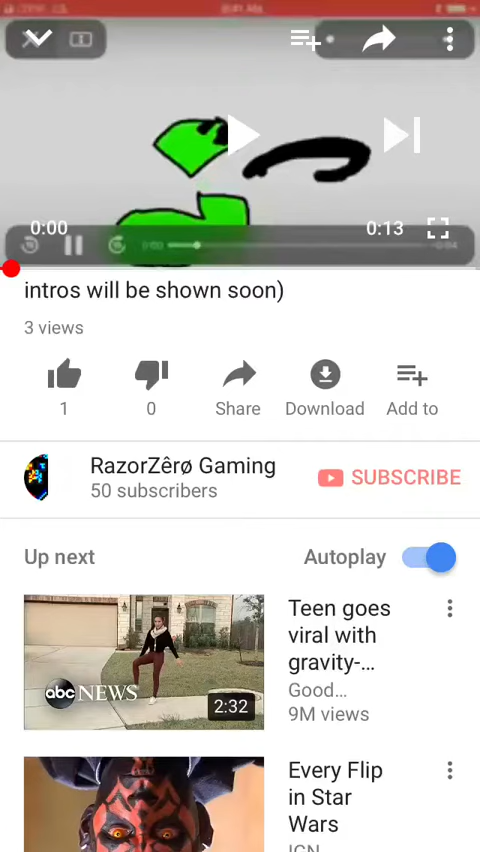 0:00
0:13
intros will be shown soon)
3 views
1
0
Share
Download
Add to
RazorZêrø Gaming
50 subscribers
SUBSCRIBE
Up next
Autoplay
Teen goes
viral with
gravity-...
Good...
9M views
abc NEWS
2:32
Every Flip
in Star
Wars